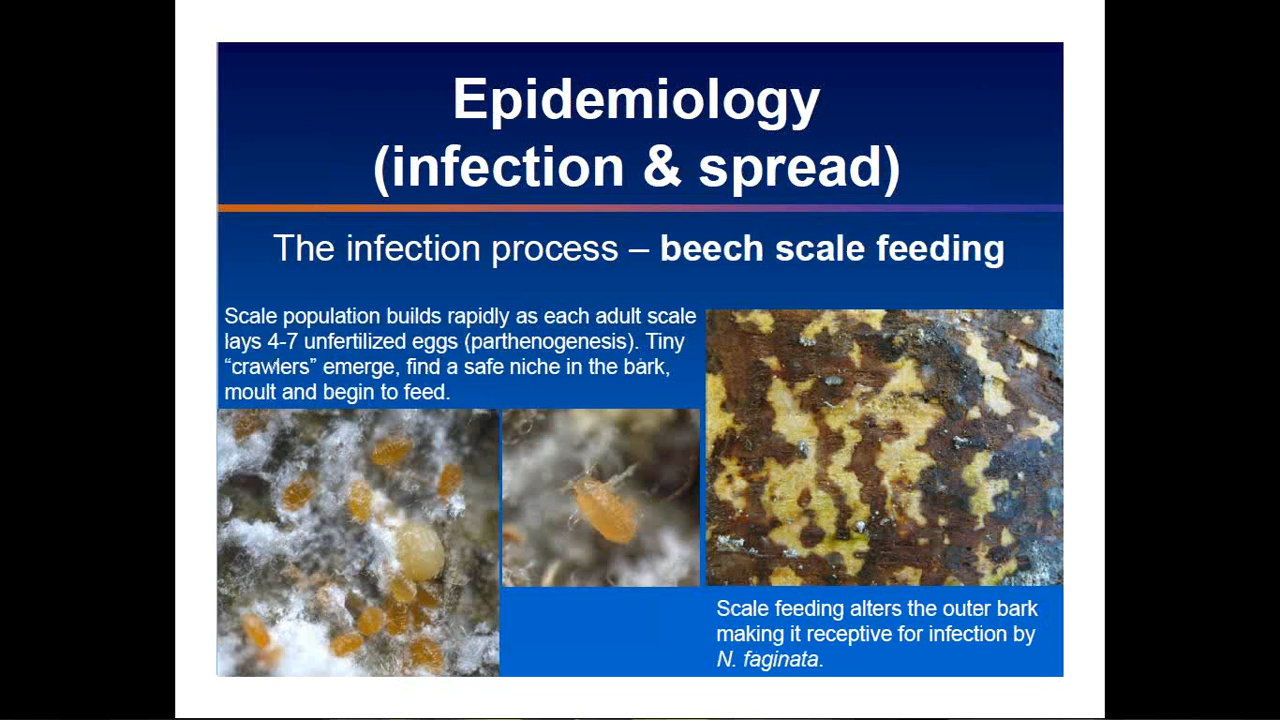 Epidemiology
(infection & spread)
The infection process – beech scale feeding
Scale population builds rapidly as each adult scale
lays 4-7 unfertilized eggs (parthenogenesis). Tiny
“crawlers” emerge, find a safe niche in the bark,
moult and begin to feed.
Scale feeding alters the outer bark
making it receptive for infection by
N. faginata.